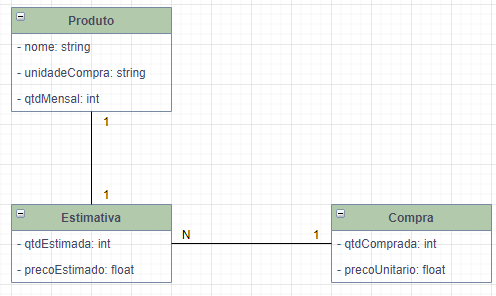 Produto
- nome: string
- unidadeCompra: string
- qtdMensal: int
1
1
Estimativa
- qtdEstimada: int
- precoEstimado: float
N
1
Compra
- qtdComprada: int
- precoUnitario: float